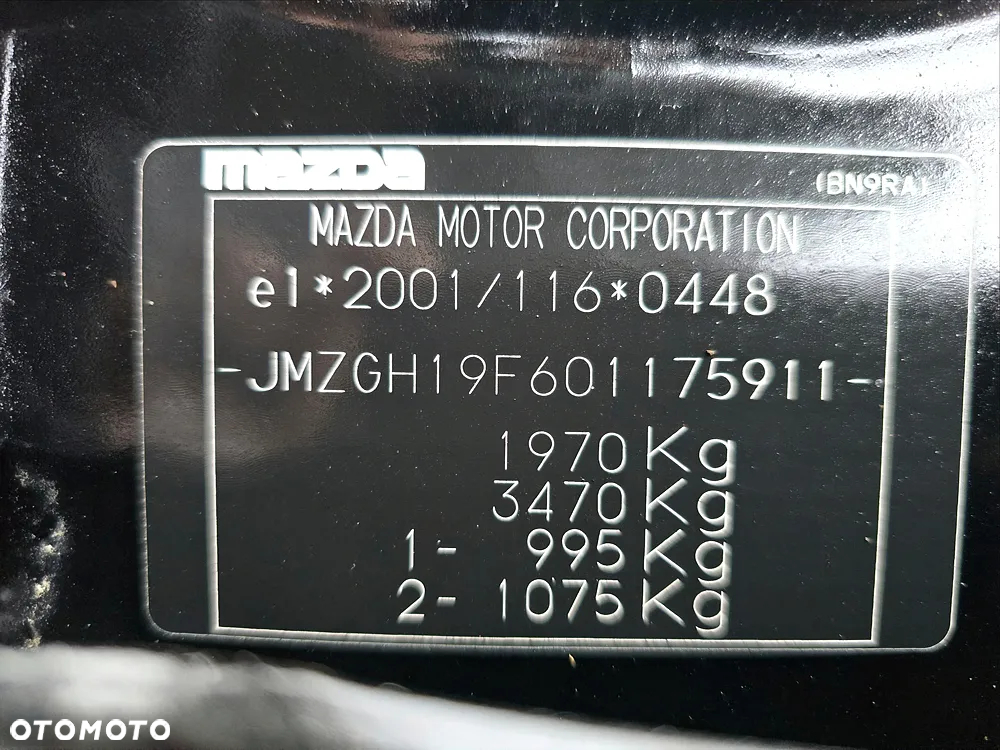 mazda
(BN9RA)
MAZDA MOTOR CORPORATION
e1*2001/116*0448
-JMZGH19F601175911-
1970Kg
3470Kg
1- 995Kg
2- 1075Kg
OTOMOTO